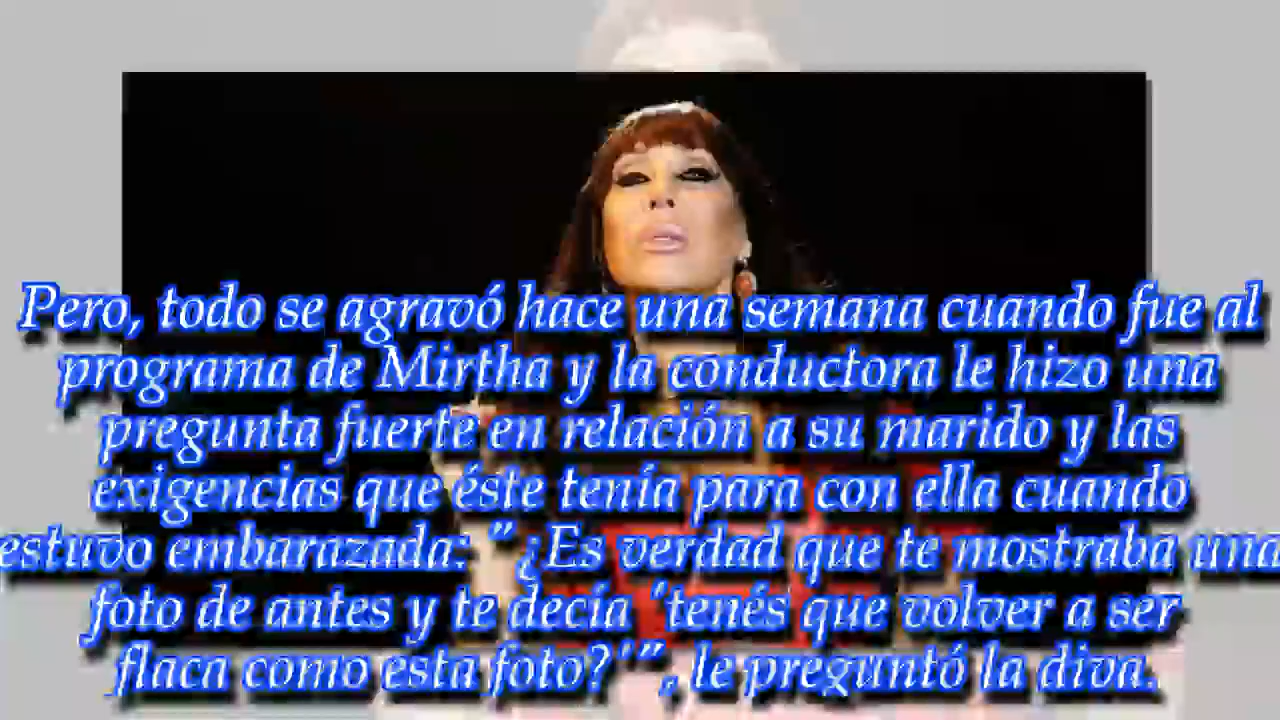 Pero, todo se agravó hace una semana cuando fue al
programa de Mirtha y la conductora le hizo una
pregunta fuerte en relación a su marido y las
exigencias que éste tenía para con ella cuando
estuvo embarazada: "¿Es verdad que te mostraba una
foto de antes y te decía 'tenés que volver a ser
flaca como esta foto?'", le preguntó la diva.